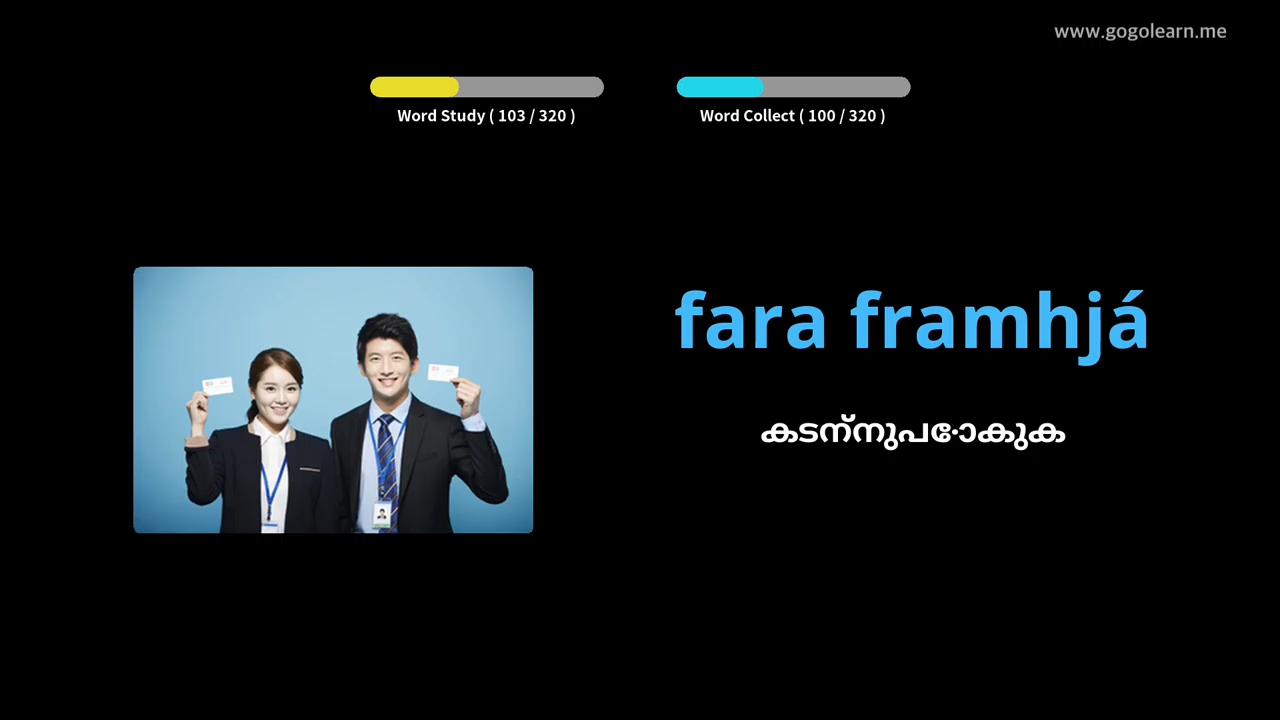 www.gogolearn.me
Word Study ( 103 / 320 )
Word Collect ( 100 / 320 )
fara framhjá
കടന്നുപോകുക